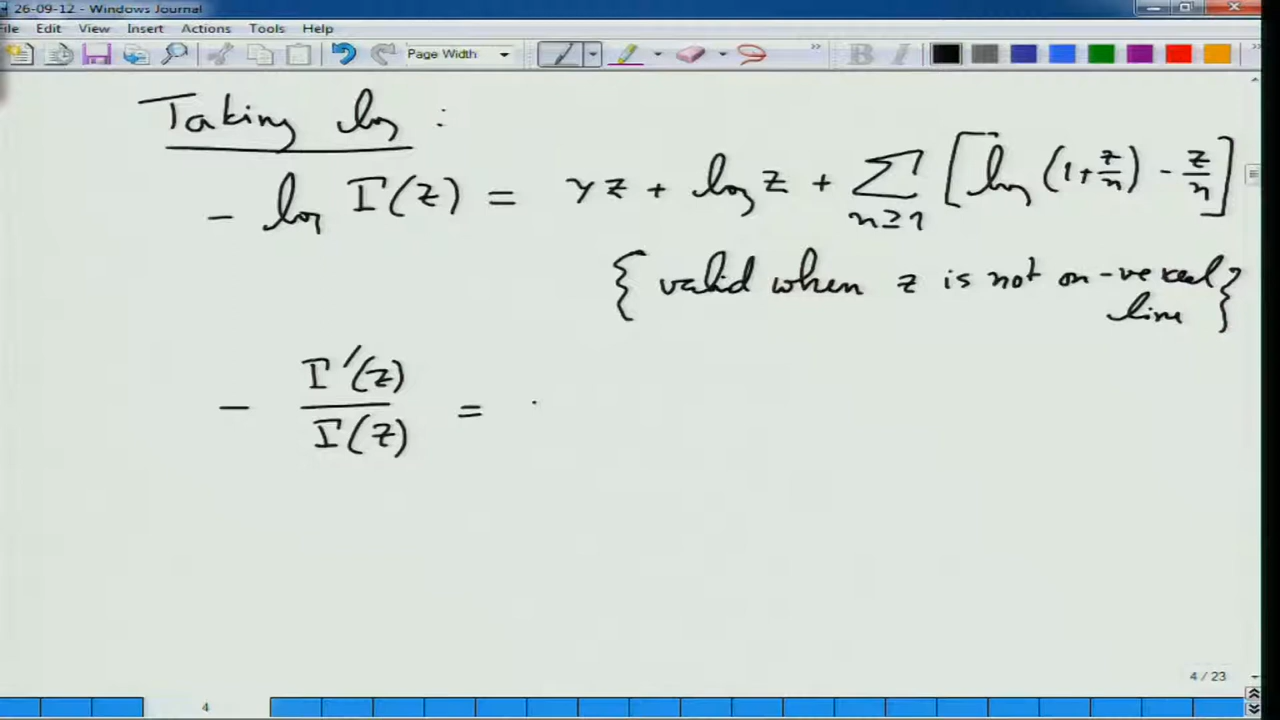 26-09-12 - Windows Journal
File Edit View Insert Actions Tools Help
Page Width
B I
Taking log :
- log Γ(z) = γz + log z + Σ n≥1 [log (1+z/n) - z/n]
{ valid when z is not on -ve real
line }
- Γ'(z)/Γ(z) =
4 / 23
4